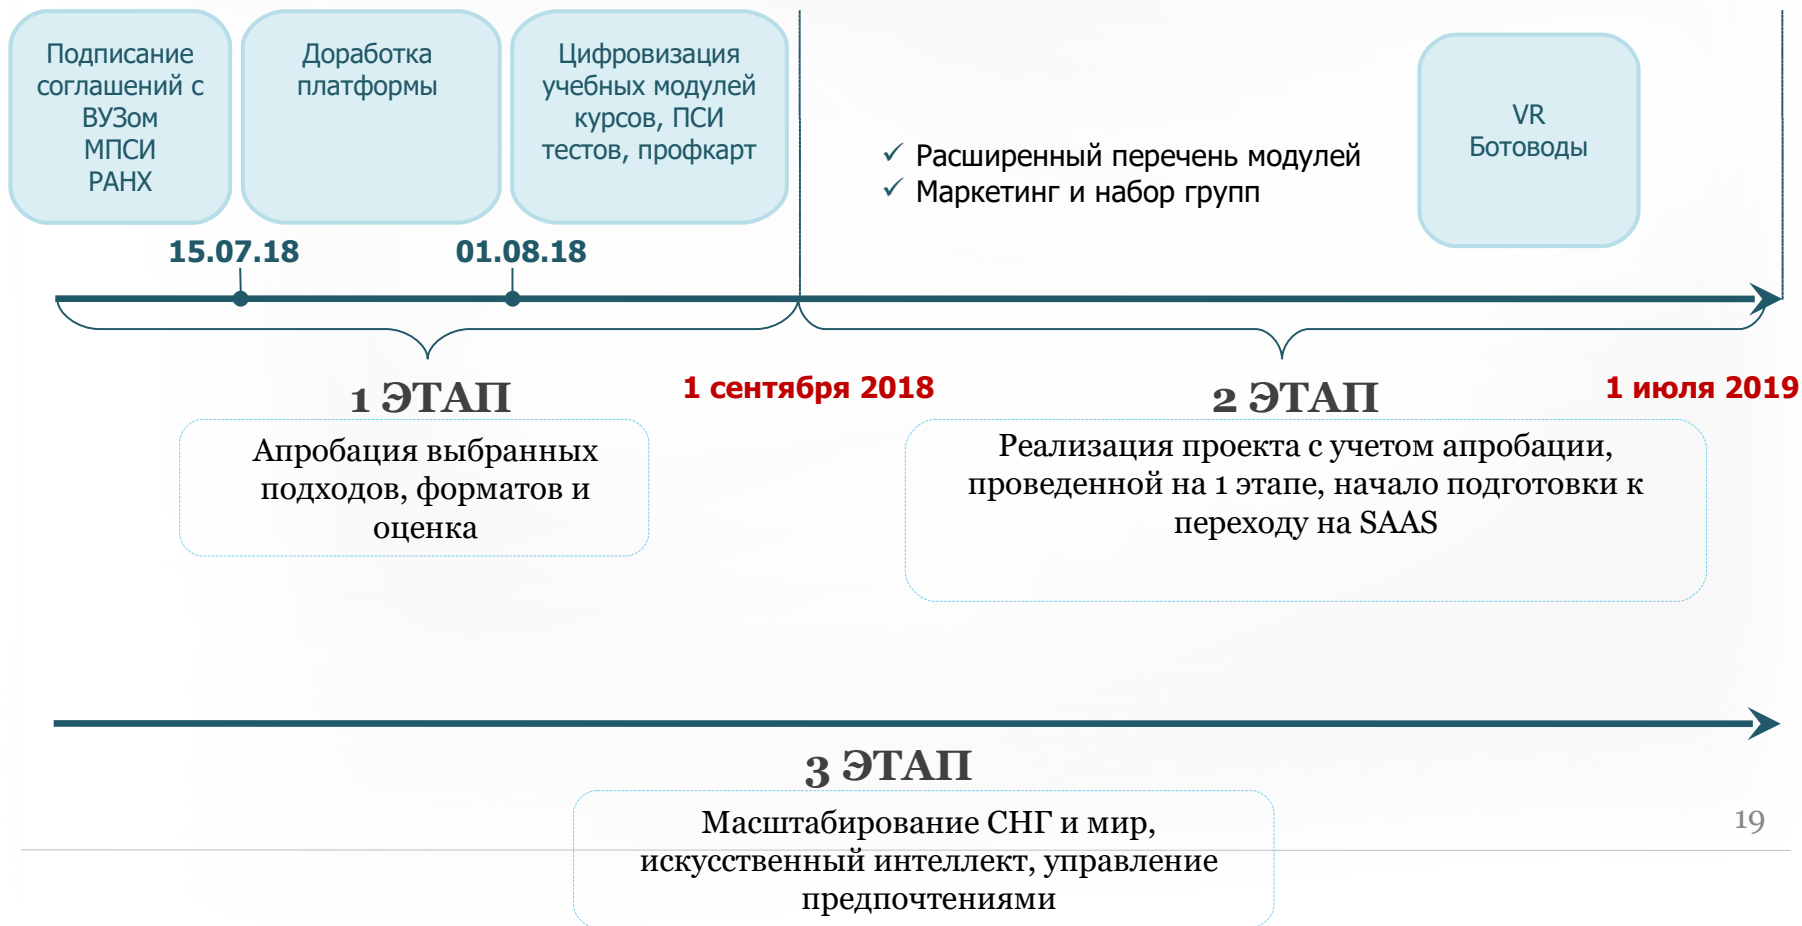 Подписание
соглашений с
ВУЗом
МПСИ
РАНХ
Доработка
платформы
Цифровизация
учебных модулей
курсов, ПСИ
тестов, профкарт
Расширенный перечень модулей
Маркетинг и набор групп
VR
Ботоводы
15.07.18
01.08.18
1 ЭТАП
1 сентября 2018
2 ЭТАП
1 июля 2019
Апробация выбранных
подходов, форматов и
оценка
Реализация проекта с учетом апробации,
проведенной на 1 этапе, начало подготовки к
переходу на SAAS
3 ЭТАП
Масштабирование СНГ и мир,
искусственный интеллект, управление
предпочтениями
19